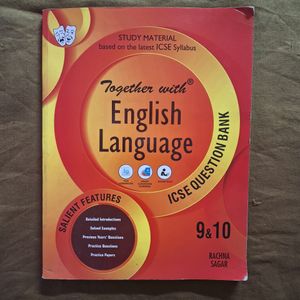 STUDY MATERIAL
based on the latest ICSE Syllabus
Together with®
English
Language
ICSE QUESTION BANK
SALIENT FEATURES
Detailed Introductions
Solved Examples
Previous Years' Questions
Practice Questions
Practice Papers
9&10
RACHNA
SAGAR